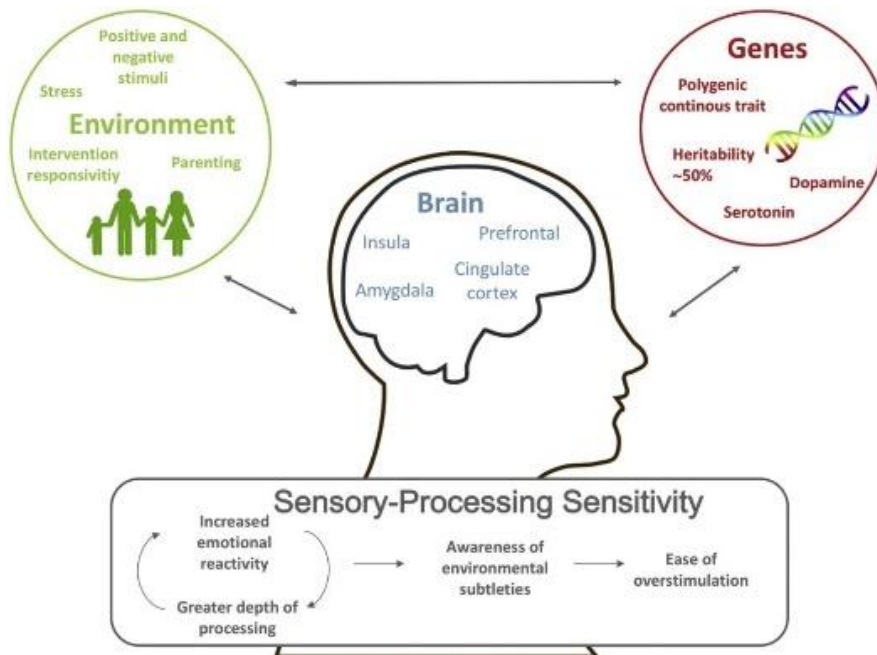 Positive and
negative
stimuli
Stress
Environment
Intervention
responsivitiy
Parenting
Genes
Polygenic
continous trait
Heritability
~50%
Dopamine
Serotonin
Brain
Insula
Prefrontal
Amygdala
Cingulate
cortex
Sensory-Processing Sensitivity
Increased
emotional
reactivity
Greater depth of
processing
Awareness of
environmental
subtleties
Ease of
overstimulation